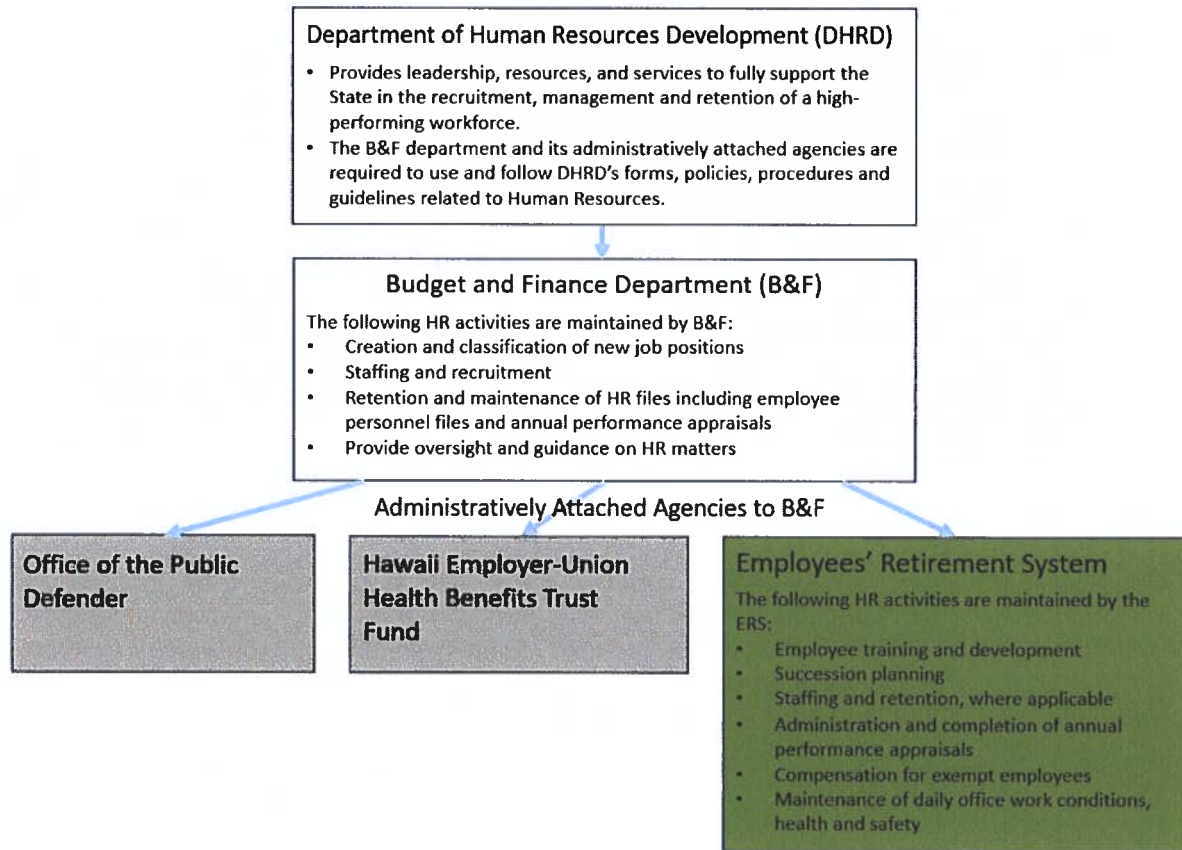 Department of Human Resources Development (DHRD)
• Provides leadership, resources, and services to fully support the
State in the recruitment, management and retention of a high-
performing workforce.
• The B&F department and its administratively attached agencies are
required to use and follow DHRD's forms, policies, procedures and
guidelines related to Human Resources.
Budget and Finance Department (B&F)
The following HR activities are maintained by B&F:
• Creation and classification of new job positions
• Staffing and recruitment
• Retention and maintenance of HR files including employee
personnel files and annual performance appraisals
• Provide oversight and guidance on HR matters
Administratively Attached Agencies to B&F
Office of the Public
Defender
Hawaii Employer-Union
Health Benefits Trust
Fund
Employees' Retirement System
The following HR activities are maintained by the
ERS:
• Employee training and development
• Succession planning
• Staffing and retention, where applicable
• Administration and completion of annual
performance appraisals
• Compensation for exempt employees
• Maintenance of daily office work conditions,
health and safety